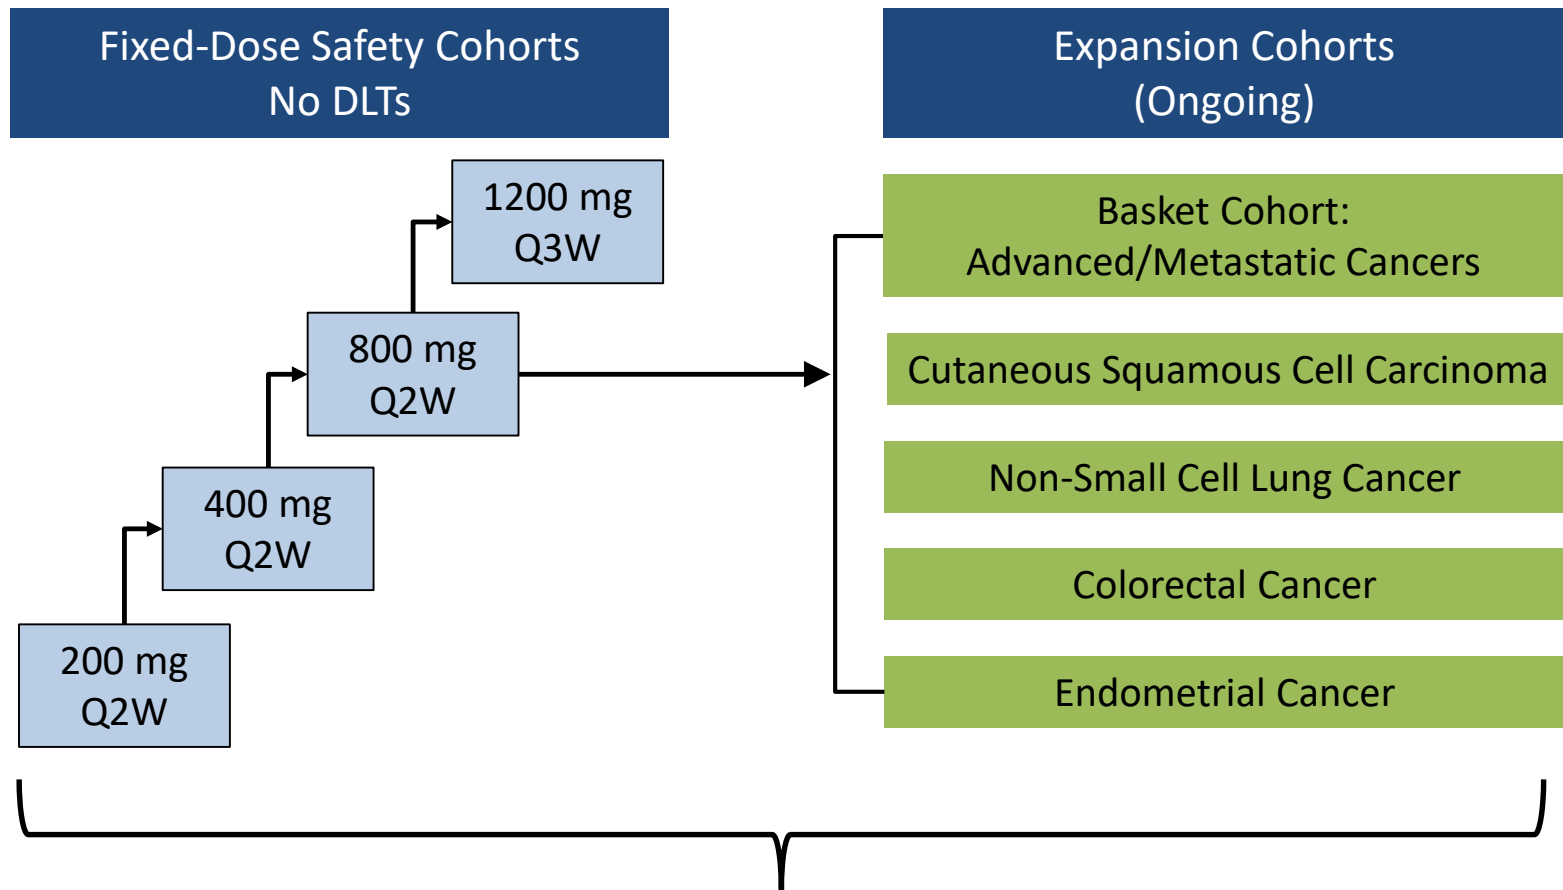 Fixed-Dose Safety Cohorts
No DLTs
Expansion Cohorts
(Ongoing)
1200 mg
Q3W
800 mg
Q2W
400 mg
Q2W
200 mg
Q2W
Basket Cohort:
Advanced/Metastatic Cancers
Cutaneous Squamous Cell Carcinoma
Non-Small Cell Lung Cancer
Colorectal Cancer
Endometrial Cancer